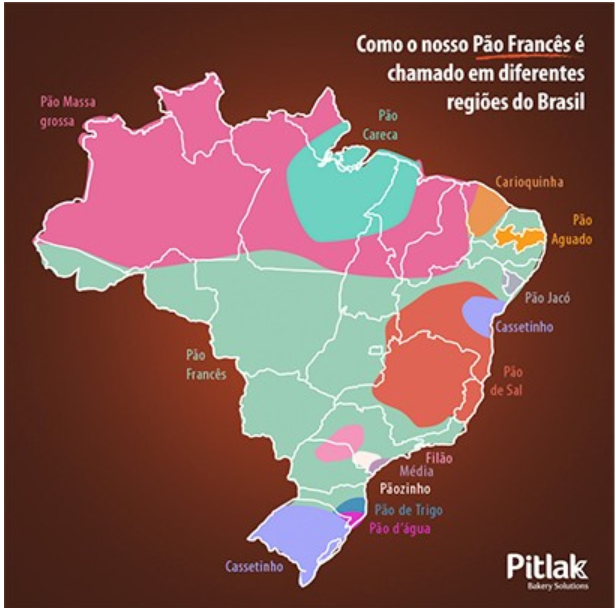 Como o nosso Pão Francês é
chamado em diferentes
regiões do Brasil
Pão Massa
grossa
Pão
Careca
Carioquinha
Pão
Aguado
Pão Jacó
Cassetinho
Pão
Francês
Pão
de Sal
Filão
Média
Pãozinho
Pão de Trigo
Pão d'água
Cassetinho
Pitlak
Bakery Solutions